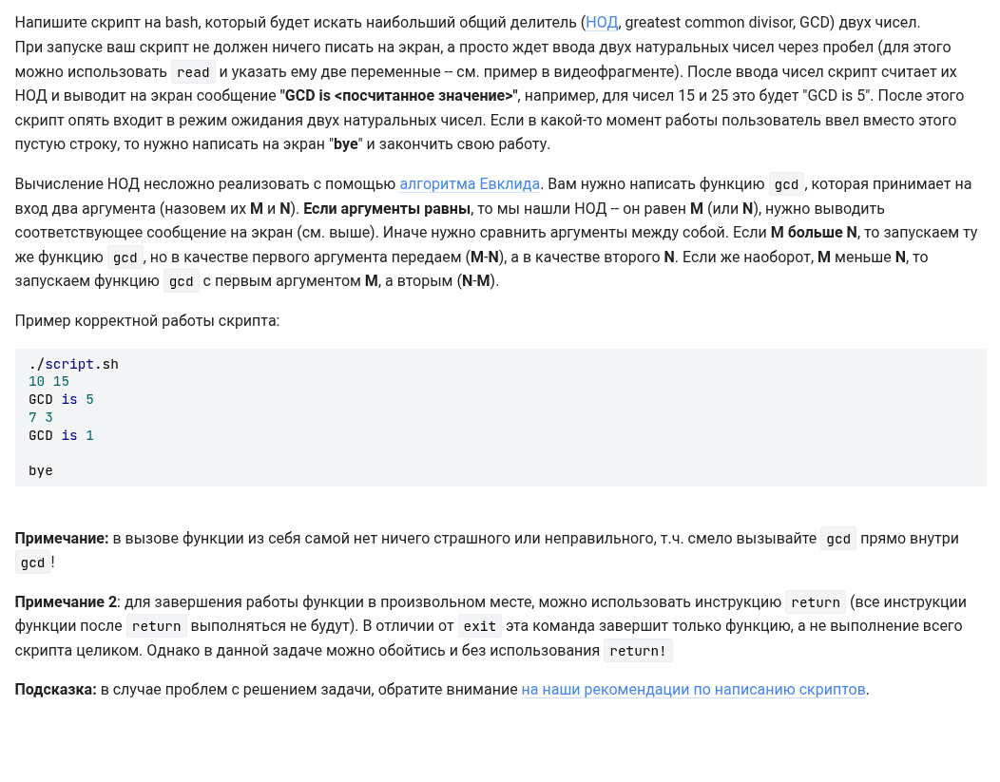 Напишите скрипт на bash, который будет искать наибольший общий делитель (НОД, greatest common divisor, GCD) двух чисел.
При запуске ваш скрипт не должен ничего писать на экран, а просто ждет ввода двух натуральных чисел через пробел (для этого
можно использовать read и указать ему две переменные -- см. пример в видеофрагменте). После ввода чисел скрипт считает их
НОД и выводит на экран сообщение "GCD is <посчитанное значение>", например, для чисел 15 и 25 это будет "GCD is 5". После этого
скрипт опять входит в режим ожидания двух натуральных чисел. Если в какой-то момент работы пользователь ввел вместо этого
пустую строку, то нужно написать на экран "bye" и закончить свою работу.
Вычисление НОД несложно реализовать с помощью алгоритма Евклида. Вам нужно написать функцию gcd, которая принимает на
вход два аргумента (назовем их M и N). Если аргументы равны, то мы нашли НОД -- он равен M (или N), нужно выводить
соответствующее сообщение на экран (см. выше). Иначе нужно сравнить аргументы между собой. Если M больше N, то запускаем ту
же функцию gcd, но в качестве первого аргумента передаем (M-N), а в качестве второго N. Если же наоборот, M меньше N, то
запускаем функцию gcd с первым аргументом M, а вторым (N-M).
Пример корректной работы скрипта:
./script.sh
10 15
GCD is 5
7 3
GCD is 1
bye
Примечание: в вызове функции из себя самой нет ничего страшного или неправильного, т.ч. смело вызывайте gcd прямо внутри
gcd!
Примечание 2: для завершения работы функции в произвольном месте, можно использовать инструкцию return (все инструкции
функции после return выполняться не будут). В отличии от exit эта команда завершит только функцию, а не выполнение всего
скрипта целиком. Однако в данной задаче можно обойтись и без использования return!
Подсказка: в случае проблем с решением задачи, обратите внимание на наши рекомендации по написанию скриптов.